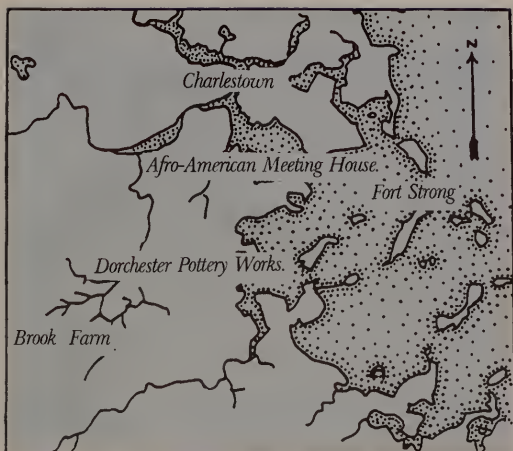 N
Charlestown
Afro-American Meeting House.
Fort Strong
Dorchester Pottery Works.
Brook Farm